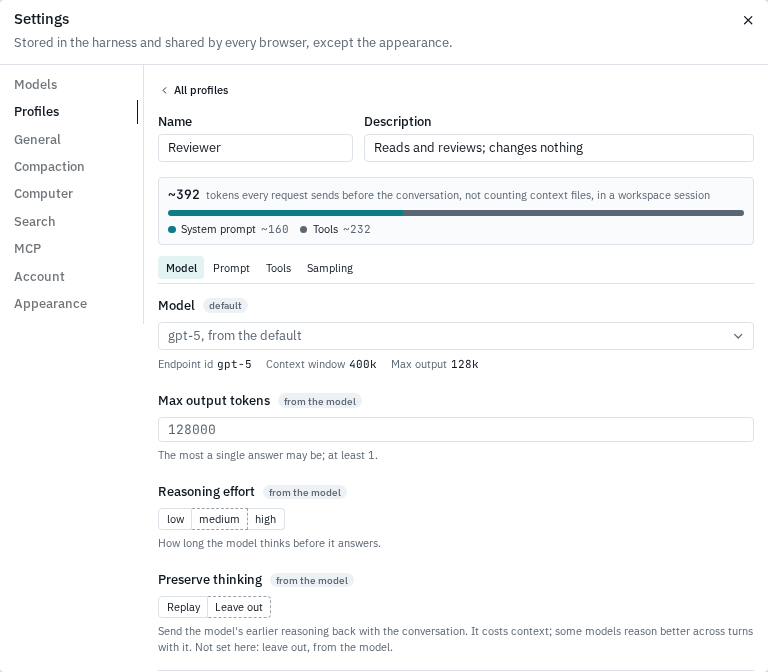 Settings
Stored in the harness and shared by every browser, except the appearance.
Models
Profiles
General
Compaction
Computer
Search
MCP
Account
Appearance
All profiles
Name
Description
Reviewer
Reads and reviews; changes nothing
~392 tokens every request sends before the conversation, not counting context files, in a workspace session
System prompt ~160 Tools ~232
Model Prompt Tools Sampling
Model default
gpt-5, from the default
Endpoint id gpt-5 Context window 400k Max output 128k
Max output tokens from the model
128000
The most a single answer may be; at least 1.
Reasoning effort from the model
low medium high
How long the model thinks before it answers.
Preserve thinking from the model
Replay Leave out
Send the model's earlier reasoning back with the conversation. It costs context; some models reason better across turns
with it. Not set here: leave out, from the model.